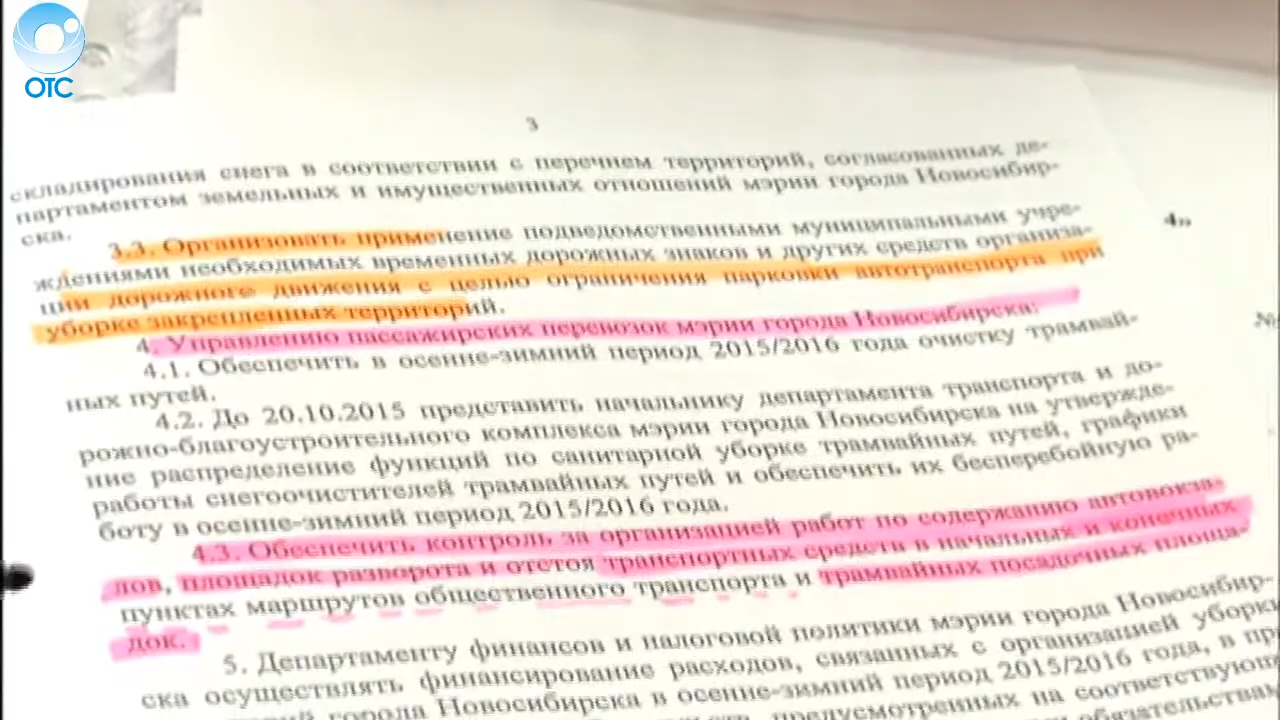 ОТС
3
складирования снега в соответствии с перечнем территорий, согласованных де-
партаментом земельных и имущественных отношений мэрии города Новосибир-
ска.
3.3. Организовать применение подведомственными муниципальными учре-
ждениями необходимых временных дорожных знаков и других средств организа-
ции дорожного движения с целью ограничения парковки автотранспорта при
уборке закрепленных территорий.
4. Управлению пассажирских перевозок мэрии города Новосибирска:
4.1. Обеспечить в осенне-зимний период 2015/2016 года очистку трамвай-
ных путей.
4.2. До 20.10.2015 представить начальнику департамента транспорта и до-
рожно-благоустроительного комплекса мэрии города Новосибирска на утвержде-
ние распределение функций по санитарной уборке трамвайных путей, графики
работы снегоочистителей трамвайных путей и обеспечить их бесперебойную ра-
боту в осенне-зимний период 2015/2016 года.
4.3. Обеспечить контроль за организацией работ по содержанию автовокза-
лов, площадок разворота и отстоя транспортных средств в начальных и конечных
пунктах маршрутов общественного транспорта и трамвайных посадочных площа-
док.
5. Департаменту финансов и налоговой политики мэрии города Новосибир-
ска осуществлять финансирование расходов, связанных с организацией уборки
города Новосибирска в осенне-зимний период 2015/2016 года, в пр
предусмотренных на соответствующ